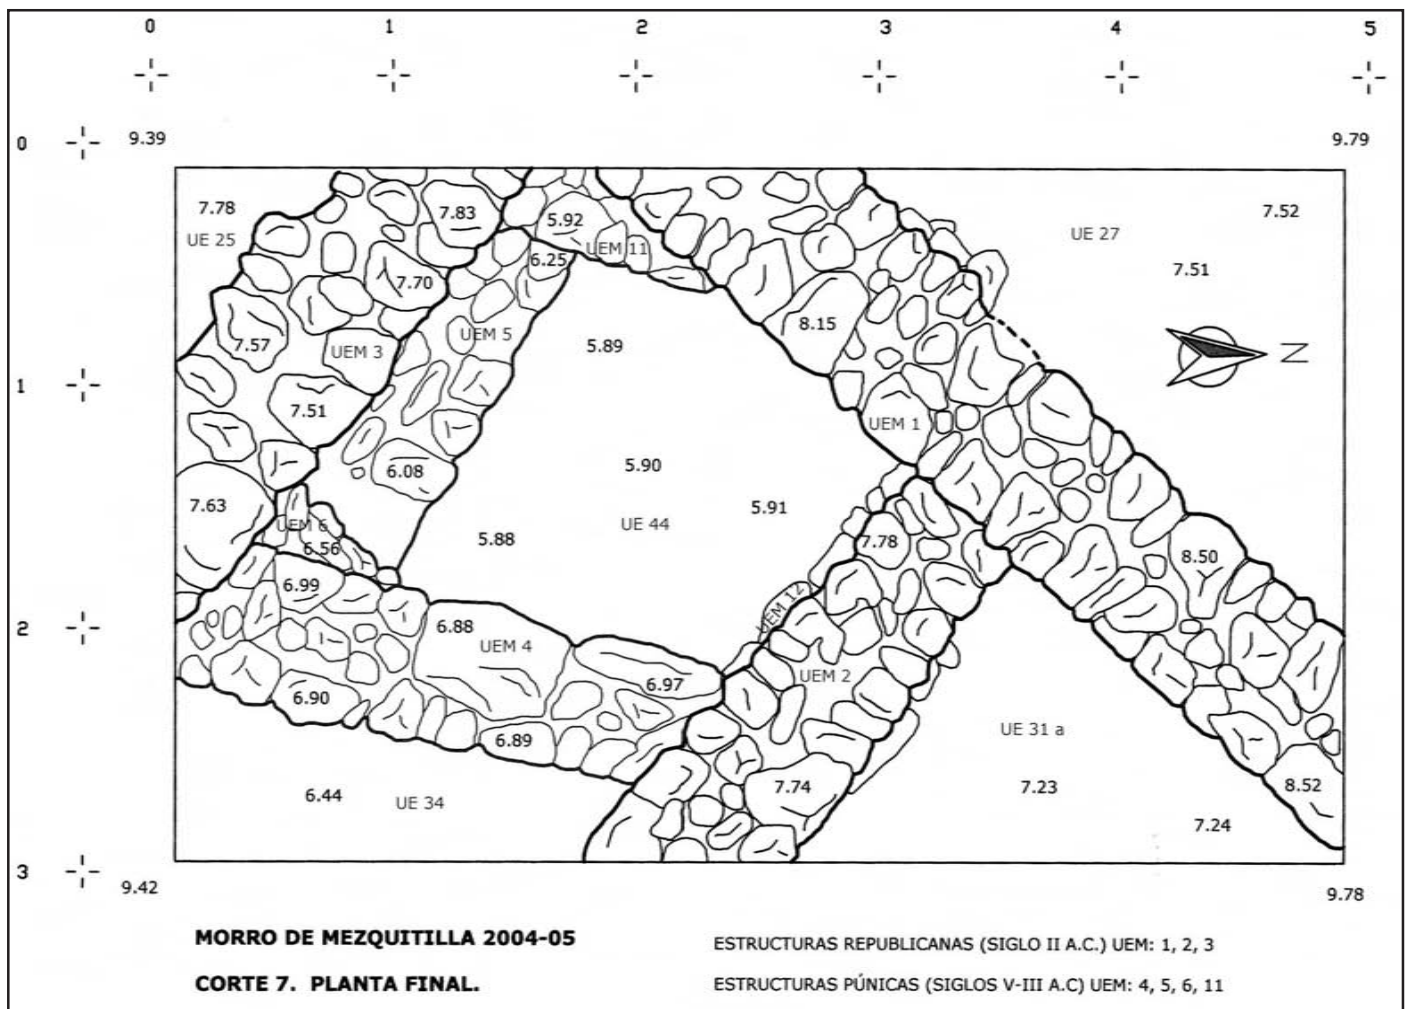 0 1 2 3 4 5
0 9.39 9.79
7.78 7.83 5.92 7.52
UE 25 UEM 11 UE 27
6.25
7.70 7.51
8.15
7.57 UEM 3 UEM 5 5.89 N
1
7.51 UEM 1
6.08 5.90
7.63 5.91
UEM 6 UE 44
6.56 5.88 7.78 8.50
6.99
UEM 12
2 6.88
UEM 4
6.97 UEM 2
6.90
6.89 UE 31 a
6.44 UE 34 7.74 7.23 8.52
7.24
3
9.42 9.78
MORRO DE MEZQUITILLA 2004-05
CORTE 7. PLANTA FINAL.
ESTRUCTURAS REPUBLICANAS (SIGLO II A.C.) UEM: 1, 2, 3
ESTRUCTURAS PÚNICAS (SIGLOS V-III A.C) UEM: 4, 5, 6, 11